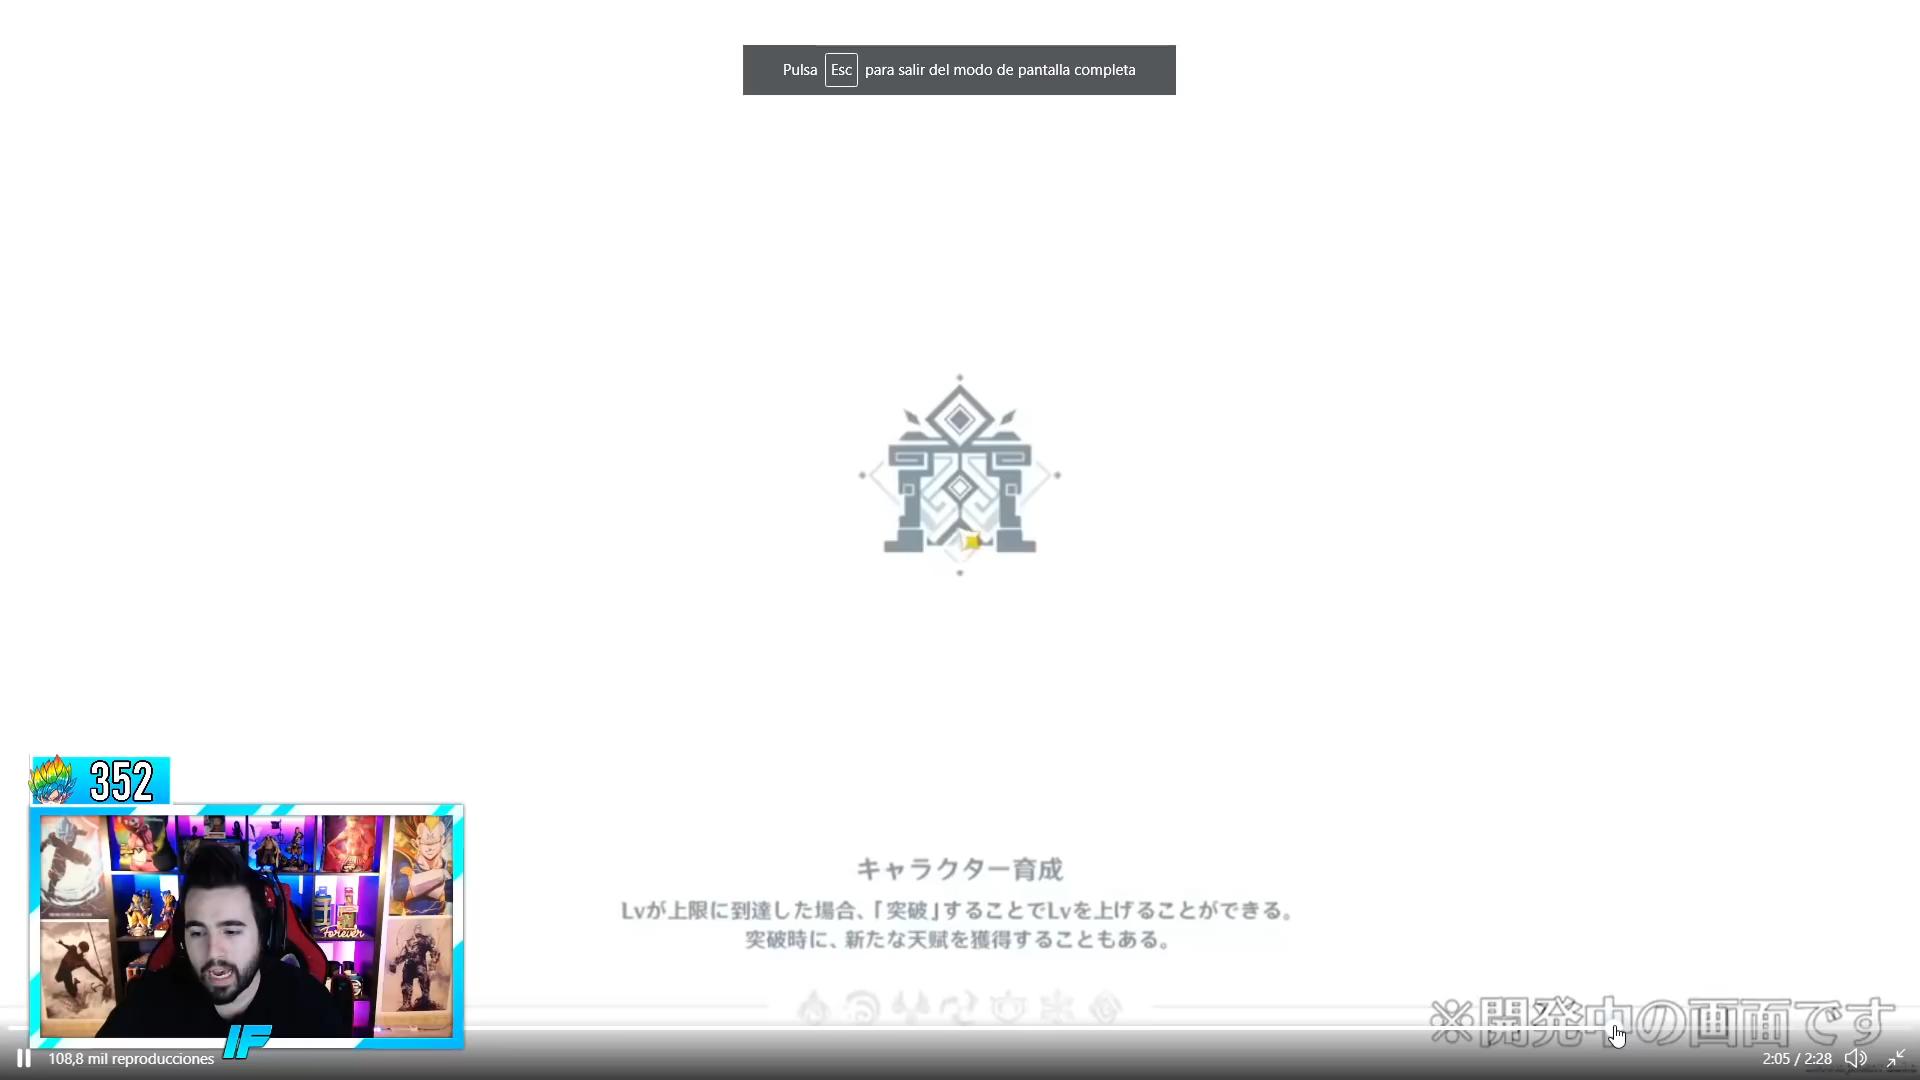 Pulsa Esc para salir del modo de pantalla completa
352
Forever
キャラクター育成
Lvが上限に到達した場合、「突破」することでLvを上げることができる。
突破時に、新たな天賦を獲得することもある。
※開発中の画面です
IF
108,8 mil reproducciones
2:05 / 2:28